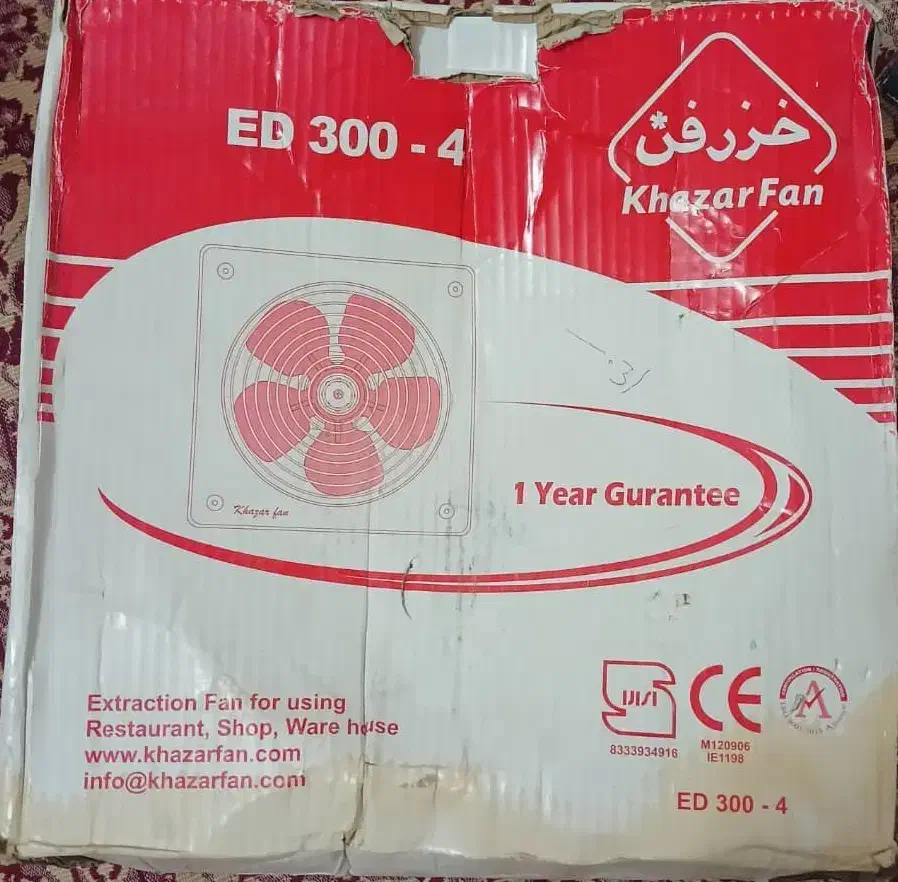 ED 300 - 4
خزرفن
Khazar Fan
Khazar fan
1 Year Gurantee
Extraction Fan for using
Restaurant, Shop, Ware house
www.khazarfan.com
info@khazarfan.com
8333934916
CE
M120906
IE1198
ED 300 - 4